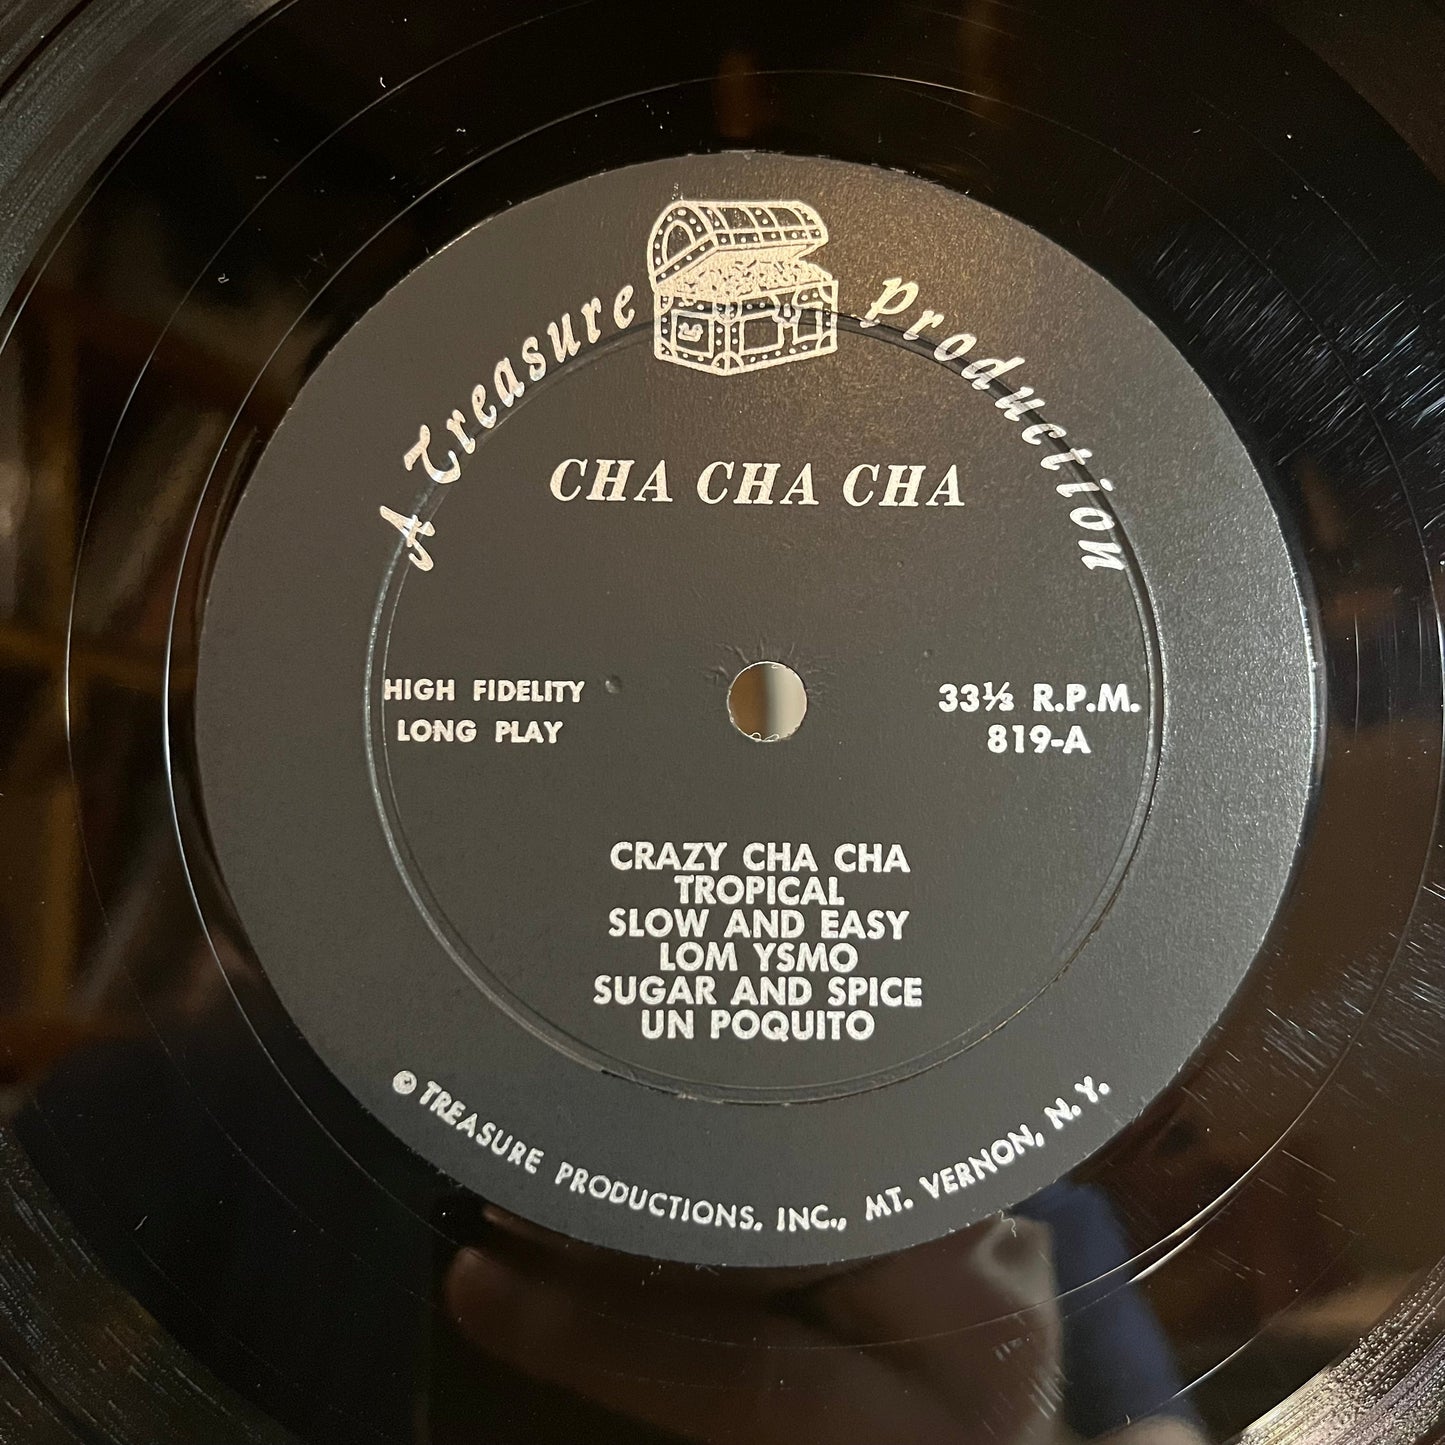 A Treasure Production
CHA CHA CHA
HIGH FIDELITY
LONG PLAY
33⅓ R.P.M.
819-A
CRAZY CHA CHA
TROPICAL
SLOW AND EASY
LOM YSMO
SUGAR AND SPICE
UN POQUITO
© TREASURE PRODUCTIONS, INC., MT. VERNON, N. Y.